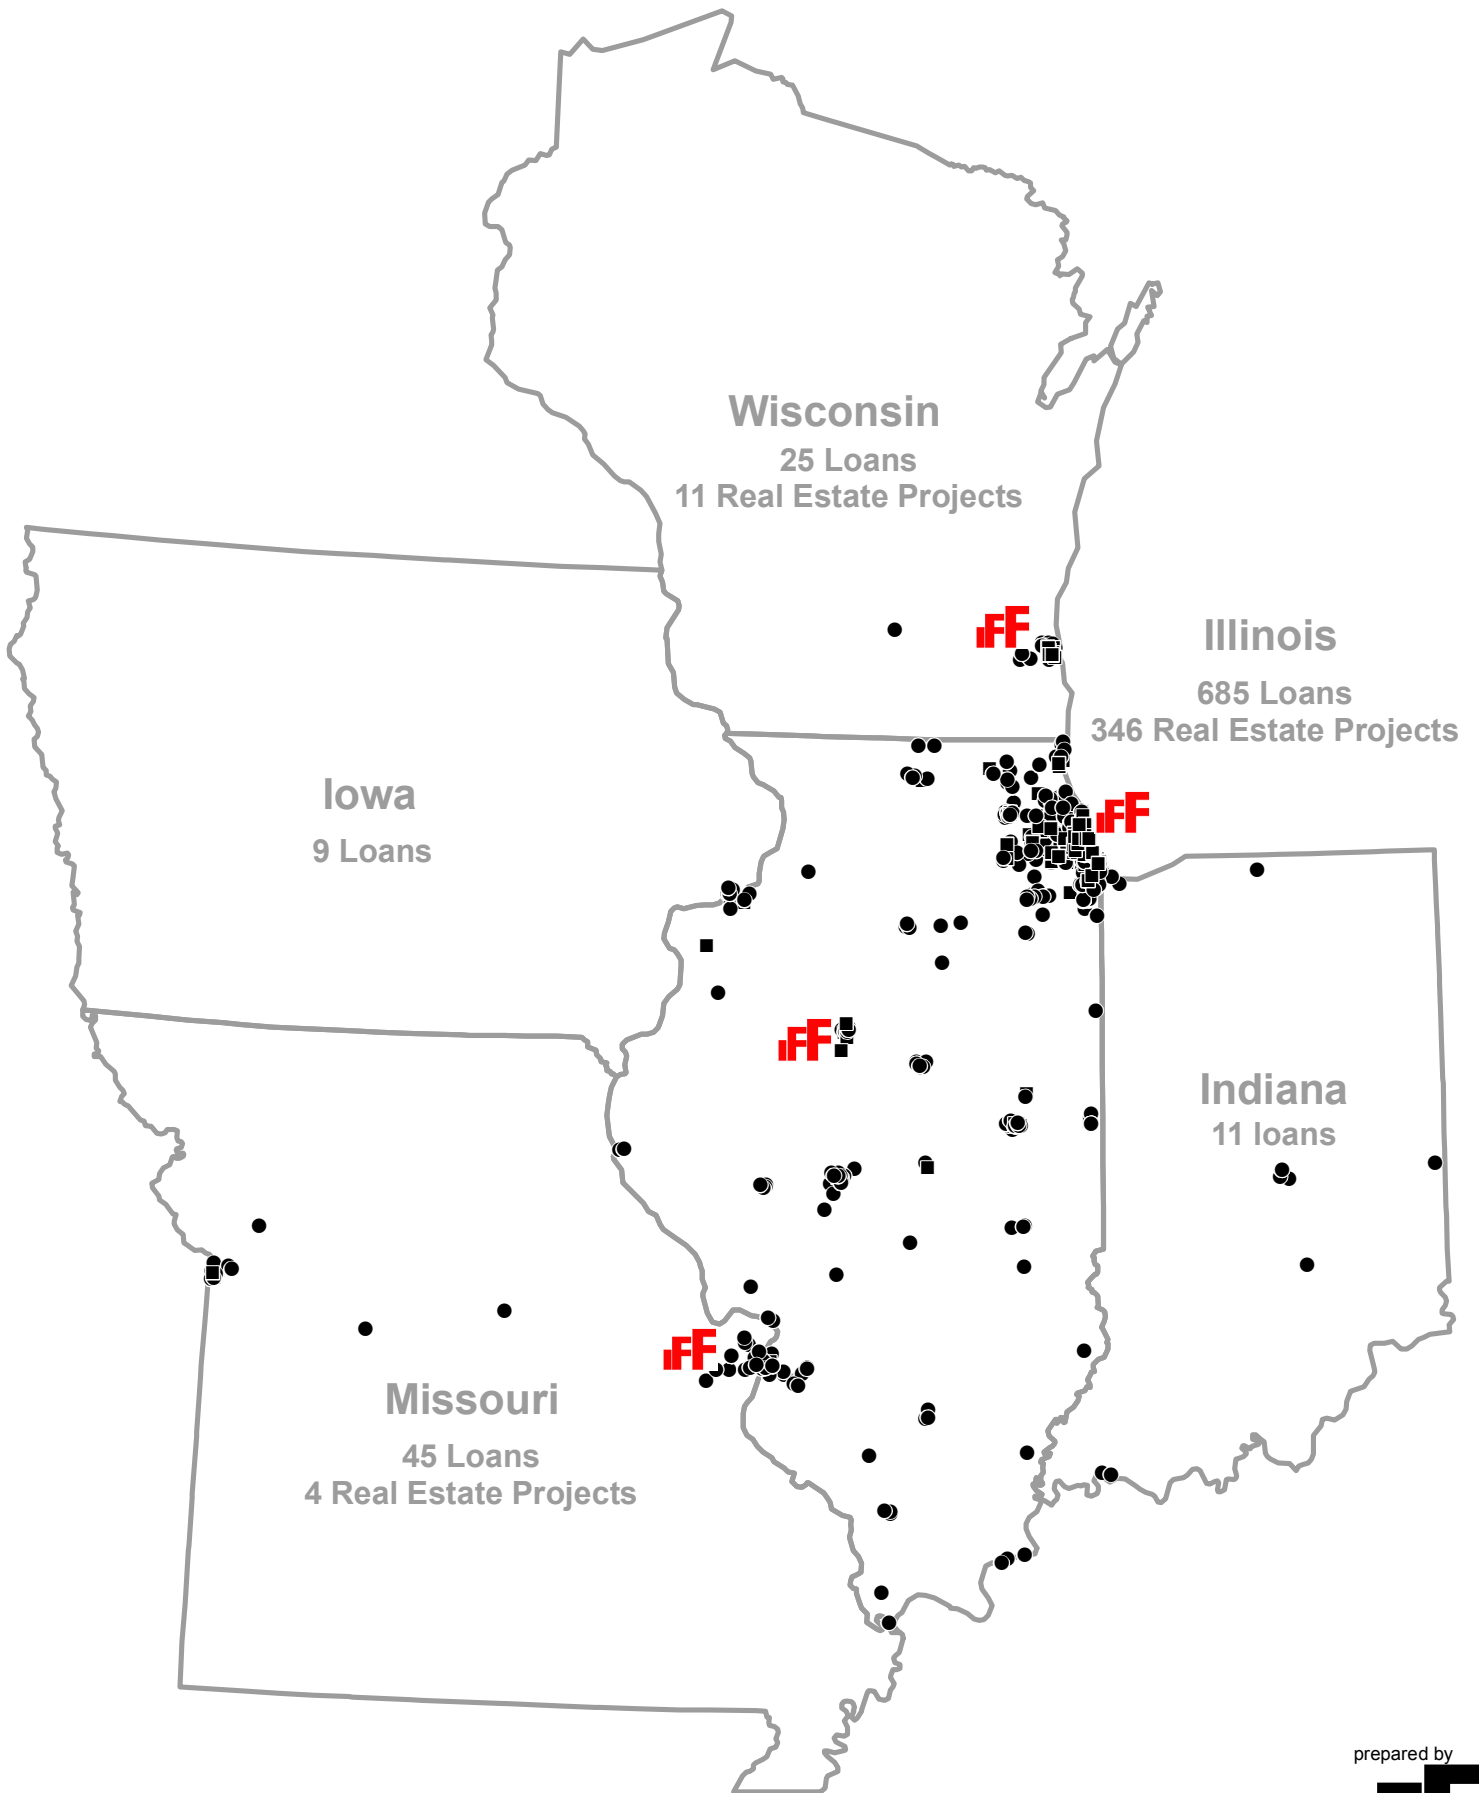 Wisconsin
25 Loans
11 Real Estate Projects
IFF
Illinois
685 Loans
346 Real Estate Projects
IFF
Iowa
9 Loans
IFF
Indiana
11 loans
IFF
Missouri
45 Loans
4 Real Estate Projects
prepared by